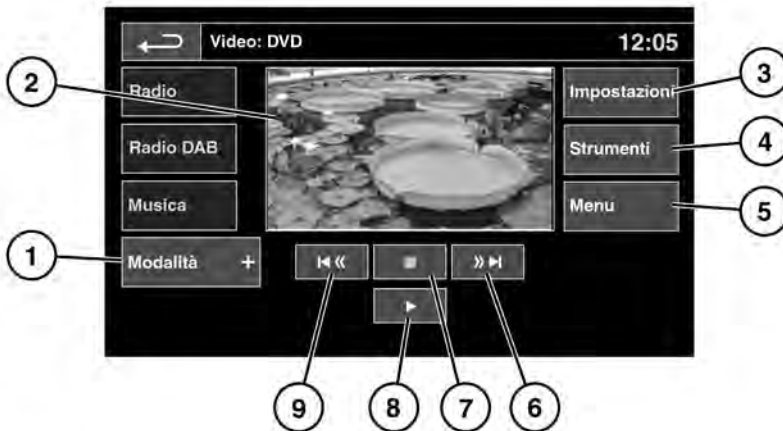 Video: DVD
12:05
2
Radio
Impostazioni
3
Radio DAB
Strumenti
4
Musica
Menu
5
1
Modalità +
9
8
7
6